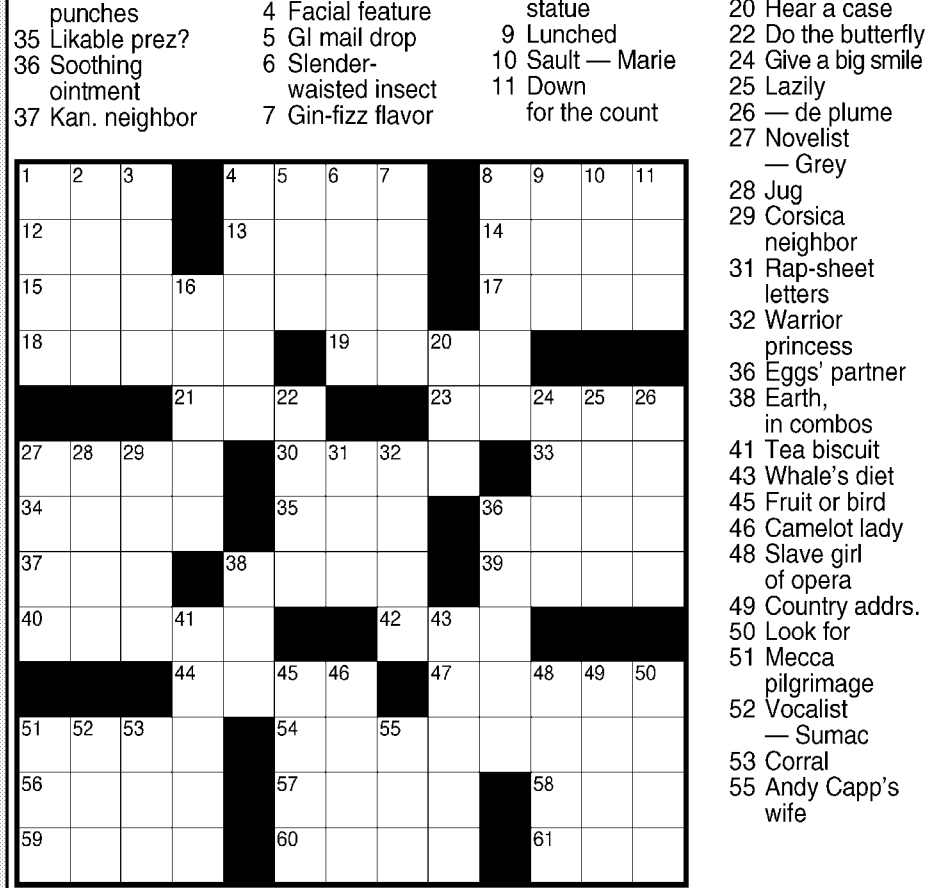 punches
35 Likable prez?
36 Soothing
ointment
37 Kan. neighbor
4 Facial feature
5 GI mail drop
6 Slender-
waisted insect
7 Gin-fizz flavor
statue
9 Lunched
10 Sault — Marie
11 Down
for the count
20 Hear a case
22 Do the butterfly
24 Give a big smile
25 Lazily
26 — de plume
27 Novelist
— Grey
28 Jug
29 Corsica
neighbor
31 Rap-sheet
letters
32 Warrior
princess
36 Eggs' partner
38 Earth,
in combos
41 Tea biscuit
43 Whale's diet
45 Fruit or bird
46 Camelot lady
48 Slave girl
of opera
49 Country addrs.
50 Look for
51 Mecca
pilgrimage
52 Vocalist
— Sumac
53 Corral
55 Andy Capp's
wife
1 2 3 4 5 6 7 8 9 10 11
12 13 14
15 16 17
18 19 20
21 22 23 24 25 26
27 28 29 30 31 32 33
34 35 36
37 38 39
40 41 42 43
44 45 46 47 48 49 50
51 52 53 54 55
56 57 58
59 60 61